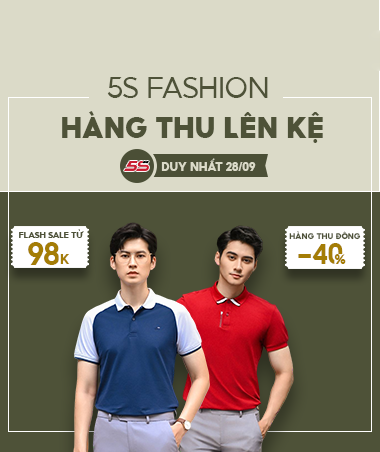 5S FASHION
HÀNG THU LÊN KỆ
5S
DUY NHẤT 28/09
FLASH SALE TỪ
98K
HÀNG THU ĐÔNG
-40%